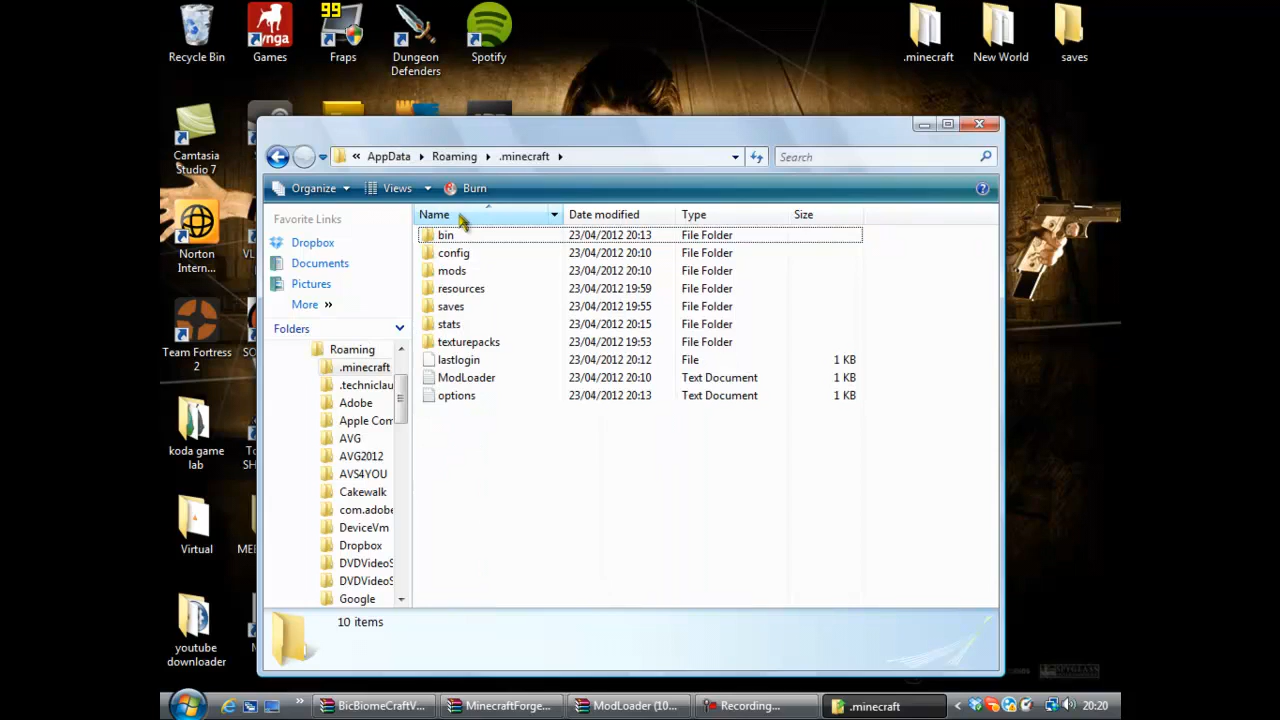 99
Recycle Bin
Games
Fraps
Dungeon Defenders
Spotify
.minecraft
New World
saves
Camtasia Studio 7
Norton Intern...
Team Fortress 2
koda game lab
Virtual
youtube downloader
« AppData Roaming .minecraft
Search
Organize Views Burn
Favorite Links
Dropbox
Documents
Pictures
More »
Folders
Roaming
.minecraft
.techniclau
Adobe
Apple Com
AVG
AVG2012
AVS4YOU
Cakewalk
com.adobe
DeviceVm
Dropbox
DVDVideoS
DVDVideoS
Google
Name Date modified Type Size
bin 23/04/2012 20:13 File Folder
config 23/04/2012 20:10 File Folder
mods 23/04/2012 20:10 File Folder
resources 23/04/2012 19:59 File Folder
saves 23/04/2012 19:55 File Folder
stats 23/04/2012 20:15 File Folder
texturepacks 23/04/2012 19:53 File Folder
lastlogin 23/04/2012 20:12 File 1 KB
ModLoader 23/04/2012 20:10 Text Document 1 KB
options 23/04/2012 20:13 Text Document 1 KB
10 items
BicBiomeCraftV...
MinecraftForge...
ModLoader (10...
Recording...
.minecraft
20:20